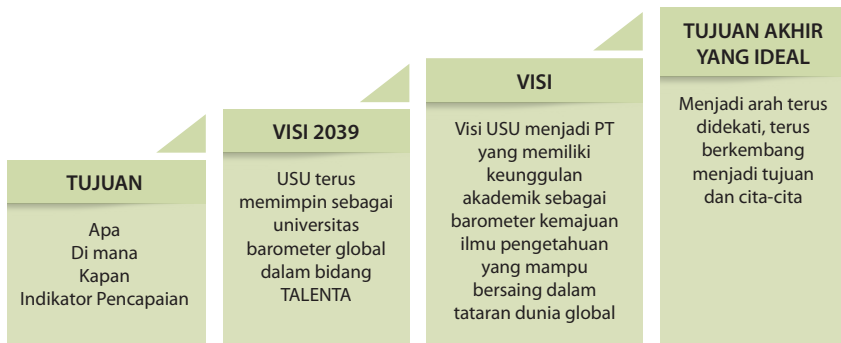 TUJUAN
Apa
Di mana
Kapan
Indikator Pencapaian
VISI 2039
USU terus
memimpin sebagai
universitas
barometer global
dalam bidang
TALENTA
VISI
Visi USU menjadi PT
yang memiliki
keunggulan
akademik sebagai
barometer kemajuan
ilmu pengetahuan
yang mampu
bersaing dalam
tataran dunia global
TUJUAN AKHIR
YANG IDEAL
Menjadi arah terus
didekati, terus
berkembang
menjadi tujuan
dan cita-cita